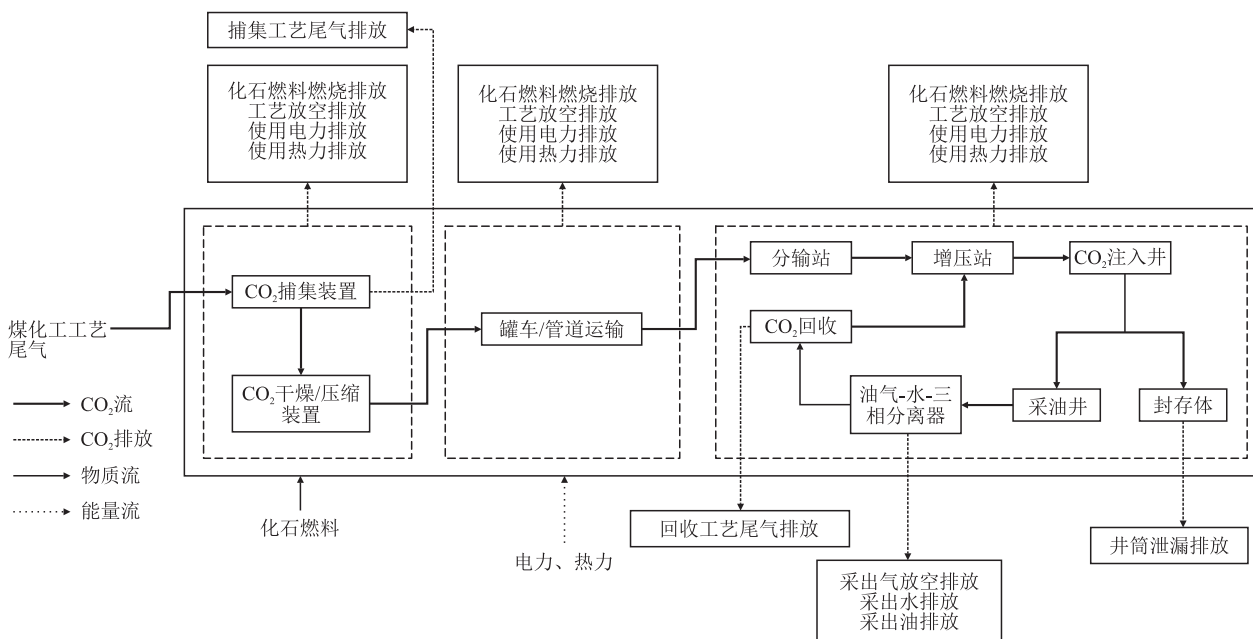 捕集工艺尾气排放
化石燃料燃烧排放
工艺放空排放
使用电力排放
使用热力排放
化石燃料燃烧排放
工艺放空排放
使用电力排放
使用热力排放
化石燃料燃烧排放
工艺放空排放
使用电力排放
使用热力排放
煤化工工艺
尾气
CO₂捕集装置
CO₂干燥/压缩
装置
罐车/管道运输
分输站
增压站
CO₂注入井
CO₂回收
油气-水-三
相分离器
采油井
封存体
CO₂流
CO₂排放
物质流
能量流
化石燃料
电力、热力
回收工艺尾气排放
采出气放空排放
采出水排放
采出油排放
井筒泄漏排放